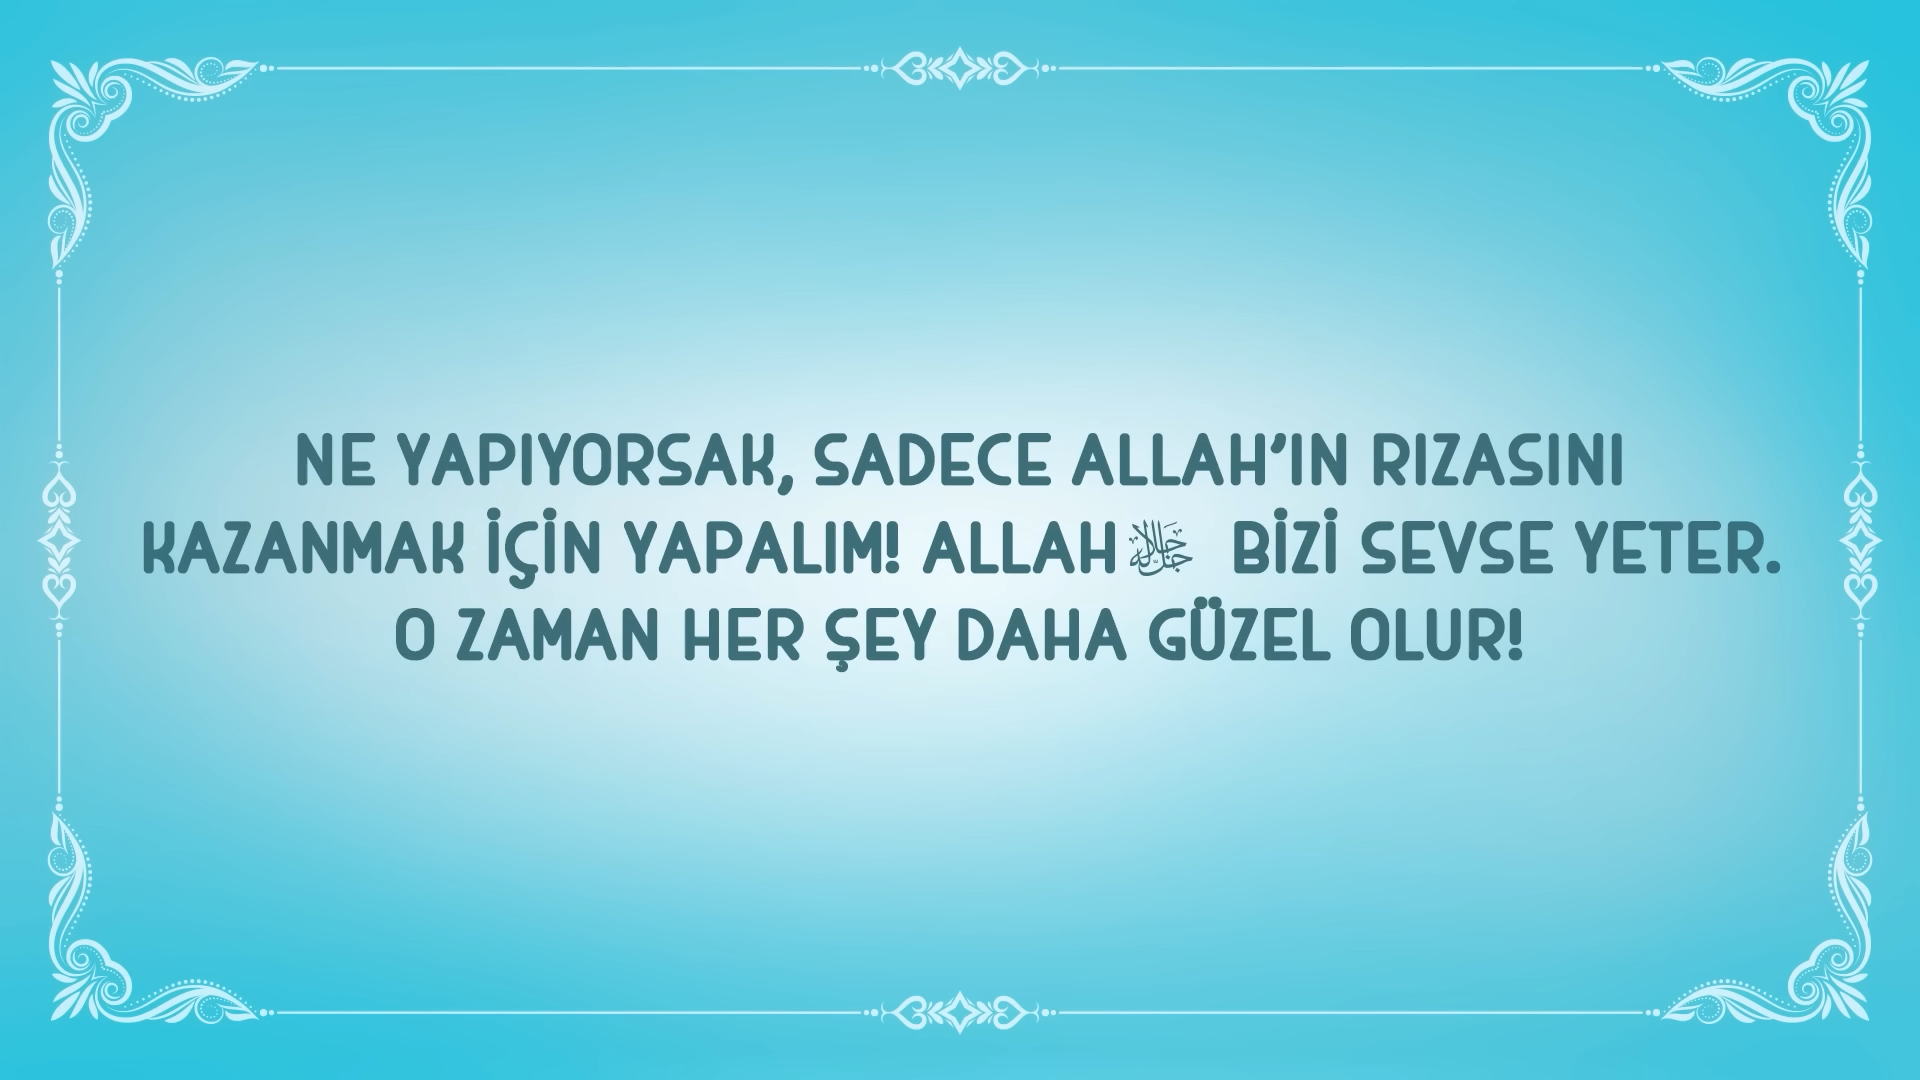 NE YAPIYORSAK, SADECE ALLAH’IN RIZASINI
KAZANMAK İÇİN YAPALIM! ALLAH ﷻ BİZİ SEVSE YETER.
O ZAMAN HER ŞEY DAHA GÜZEL OLUR!